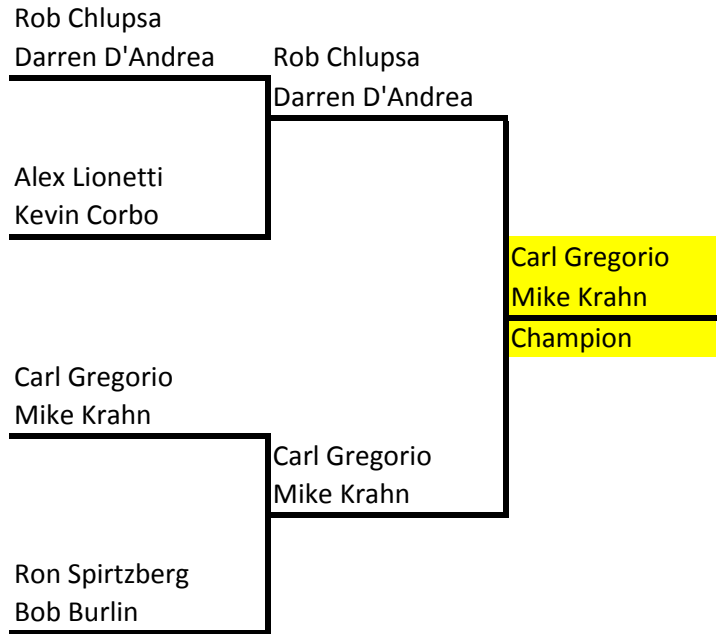 Rob Chlupsa
Darren D'Andrea
Rob Chlupsa
Darren D'Andrea
Alex Lionetti
Kevin Corbo
Carl Gregorio
Mike Krahn
Champion
Carl Gregorio
Mike Krahn
Carl Gregorio
Mike Krahn
Ron Spirtzberg
Bob Burlin